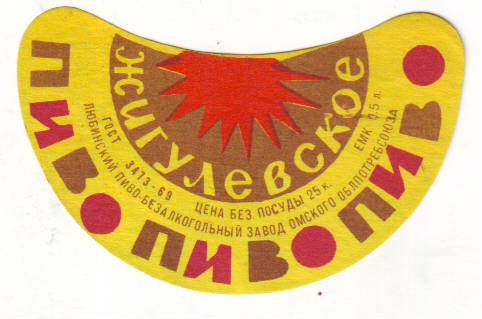 ЖИГУЛЕВСКОЕ
ГОСТ 3473-69 ЦЕНА БЕЗ ПОСУДЫ 25 к. ЕМК. 0,5 л.
ЛЮБИНСКИЙ ПИВО-БЕЗАЛКОГОЛЬНЫЙ ЗАВОД ОМСКОГО ОБЛПОТРЕБСОЮЗА
ПИВО ПИВО ПИВО